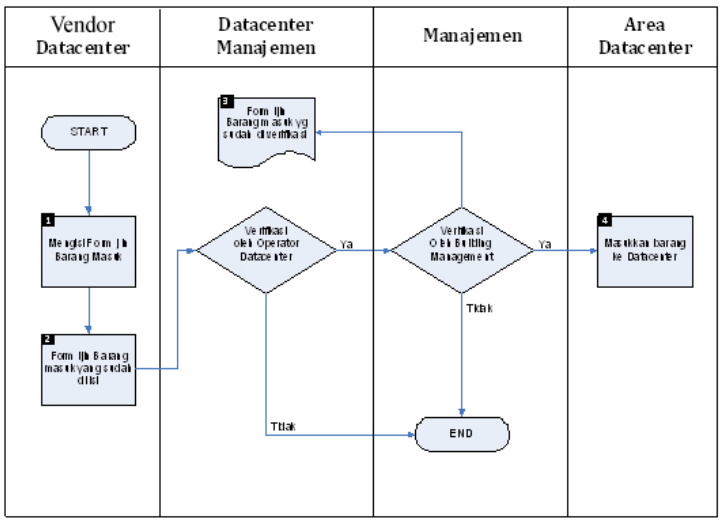 Vendor
Datacenter
Datacenter
Manajemen
Manajemen
Area
Datacenter
START
1
Mengisi Form Ijin
Barang Masuk
2
Form Ijin Barang
masuk yang sudah
diisi
3
Form Ijin
Barang masuk yg
sudah diverifikasi
Verifikasi
oleh Operator
Datacenter
Ya
Tidak
Verifikasi
Oleh Building
Management
Ya
Tidak
END
4
Masukkan barang
ke Datacenter